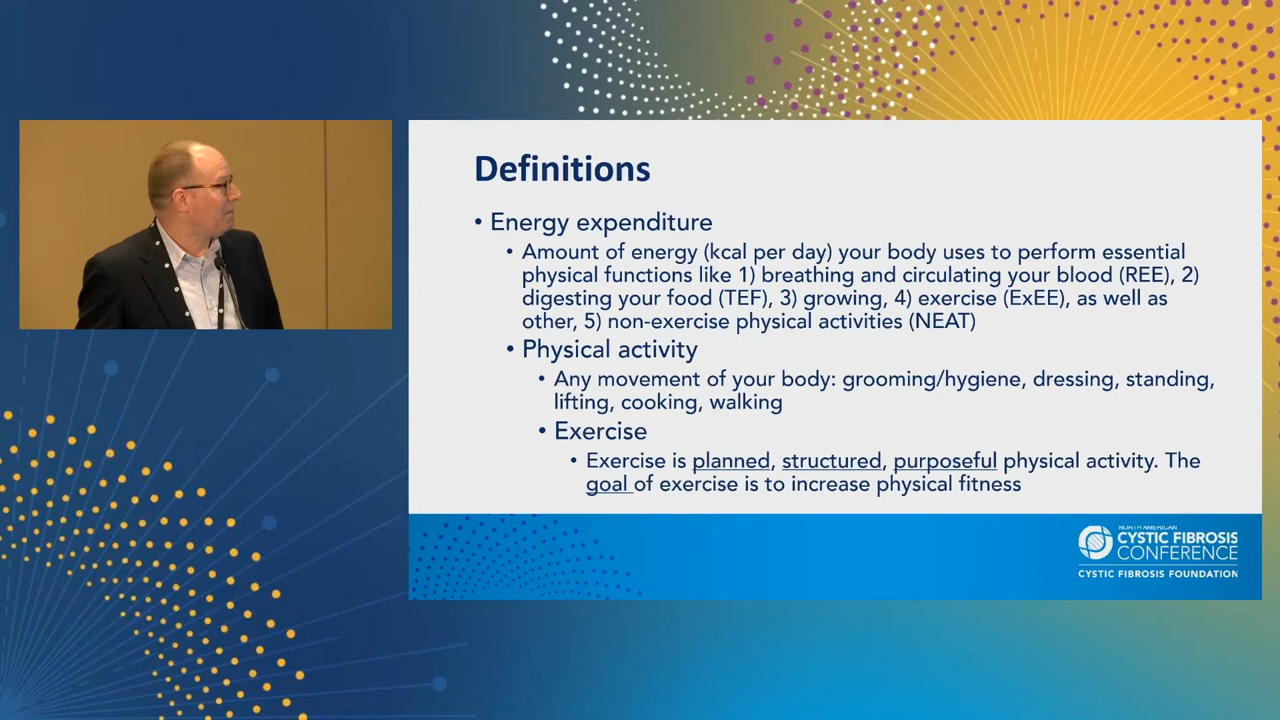 Definitions
• Energy expenditure
• Amount of energy (kcal per day) your body uses to perform essential
physical functions like 1) breathing and circulating your blood (REE), 2)
digesting your food (TEF), 3) growing, 4) exercise (ExEE), as well as
other, 5) non-exercise physical activities (NEAT)
• Physical activity
• Any movement of your body: grooming/hygiene, dressing, standing,
lifting, cooking, walking
• Exercise
• Exercise is planned, structured, purposeful physical activity. The
goal of exercise is to increase physical fitness
NORTH AMERICAN
CYSTIC FIBROSIS
CONFERENCE
CYSTIC FIBROSIS FOUNDATION